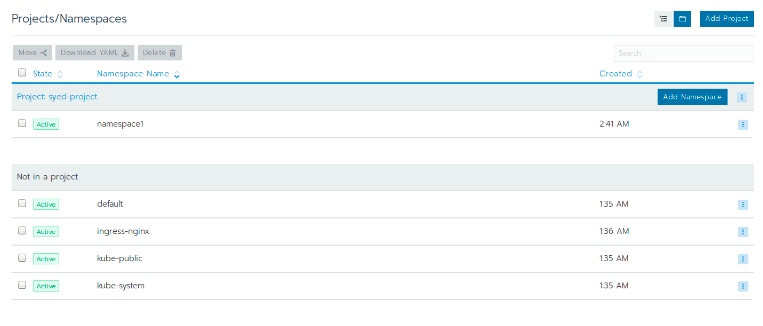 Projects/Namespaces
Add Project
Move Download YAML Delete Search
State Namespace Name Created
Project: syed-project Add Namespace
Active namespace1 2:41 AM
Not in a project
Active default 1:35 AM
Active ingress-nginx 1:36 AM
Active kube-public 1:35 AM
Active kube-system 1:35 AM